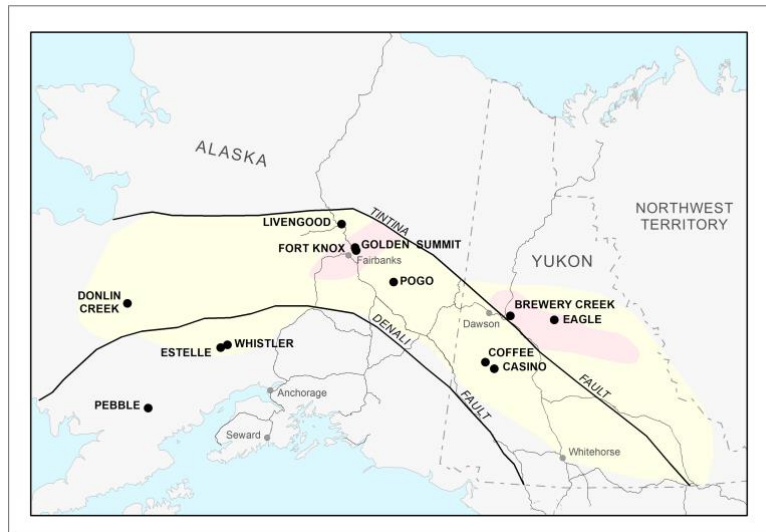 ALASKA
NORTHWEST
TERRITORY
YUKON
TINTINA
LIVENGOOD
GOLDEN SUMMIT
FORT KNOX
Fairbanks
POGO
DONLIN
CREEK
BREWERY CREEK
EAGLE
Dawson
DENALI
ESTELLE
WHISTLER
COFFEE
CASINO
FAULT
FAULT
Anchorage
PEBBLE
Seward
Whitehorse